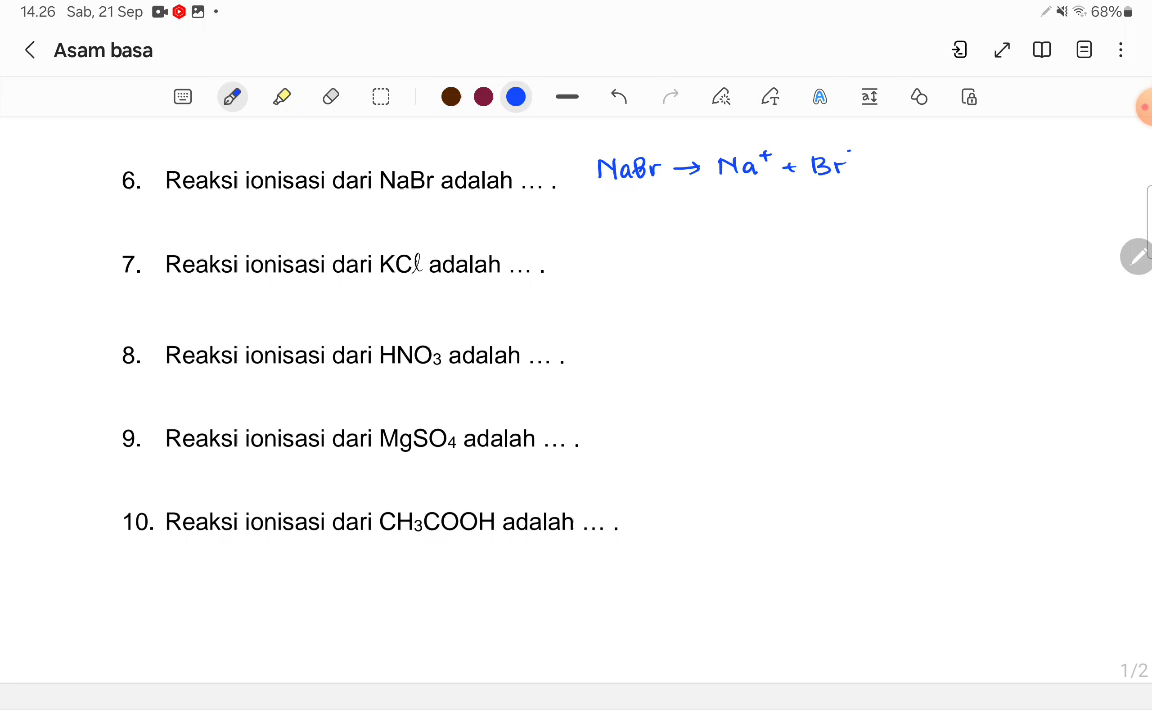 14.26 Sab, 21 Sep 68%
Asam basa
6. Reaksi ionisasi dari NaBr adalah ... . NaBr → Na⁺ + Br⁻
7. Reaksi ionisasi dari KCℓ adalah ... .
8. Reaksi ionisasi dari HNO₃ adalah ... .
9. Reaksi ionisasi dari MgSO₄ adalah ... .
10. Reaksi ionisasi dari CH₃COOH adalah ... .
1/2